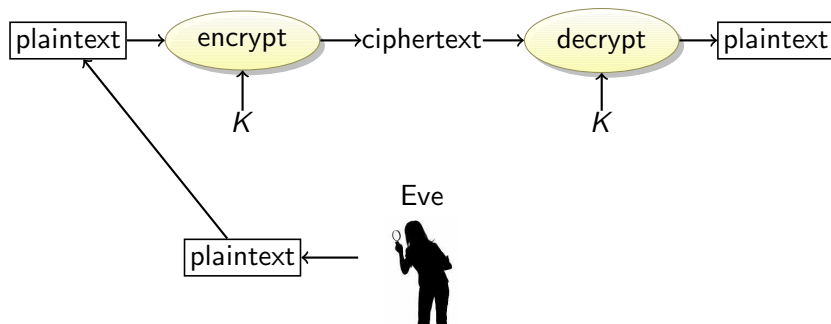 plaintext encrypt ciphertext decrypt plaintext
K K
Eve
plaintext